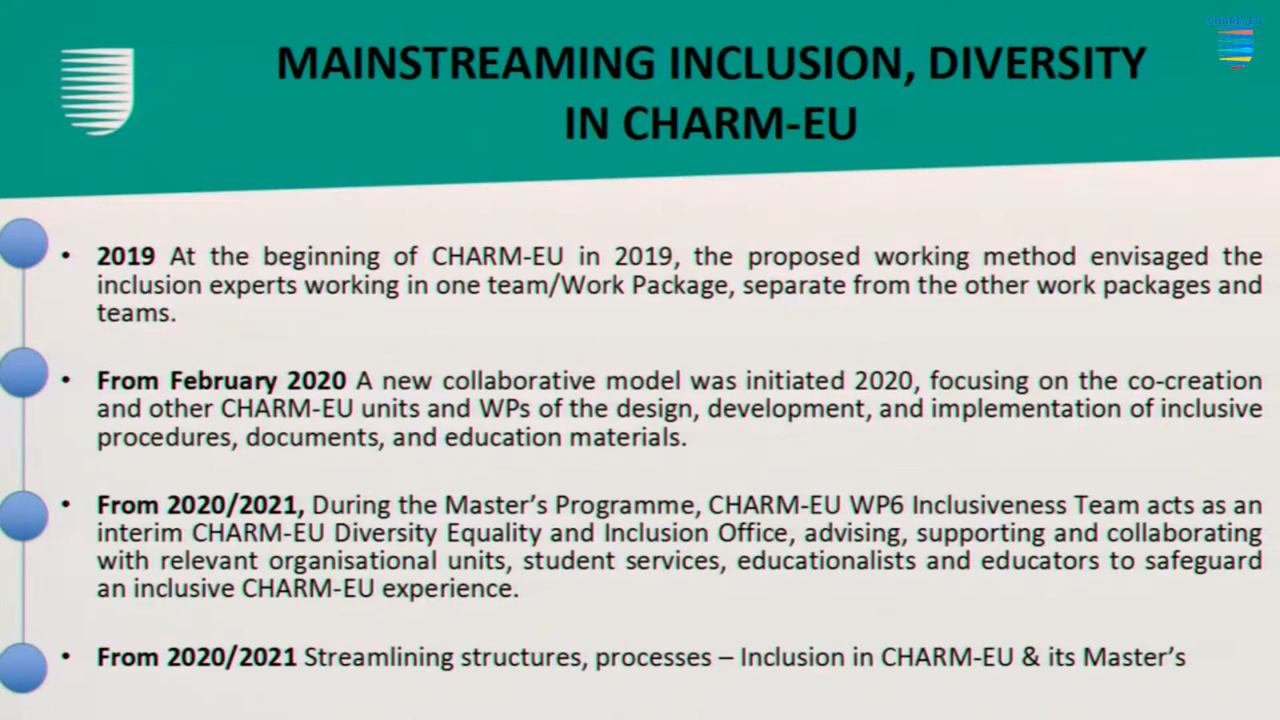 CHARM-EU
MAINSTREAMING INCLUSION, DIVERSITY
IN CHARM-EU
• 2019 At the beginning of CHARM-EU in 2019, the proposed working method envisaged the
inclusion experts working in one team/Work Package, separate from the other work packages and
teams.
• From February 2020 A new collaborative model was initiated 2020, focusing on the co-creation
and other CHARM-EU units and WPs of the design, development, and implementation of inclusive
procedures, documents, and education materials.
• From 2020/2021, During the Master's Programme, CHARM-EU WP6 Inclusiveness Team acts as an
interim CHARM-EU Diversity Equality and Inclusion Office, advising, supporting and collaborating
with relevant organisational units, student services, educationalists and educators to safeguard
an inclusive CHARM-EU experience.
• From 2020/2021 Streamlining structures, processes – Inclusion in CHARM-EU & its Master's